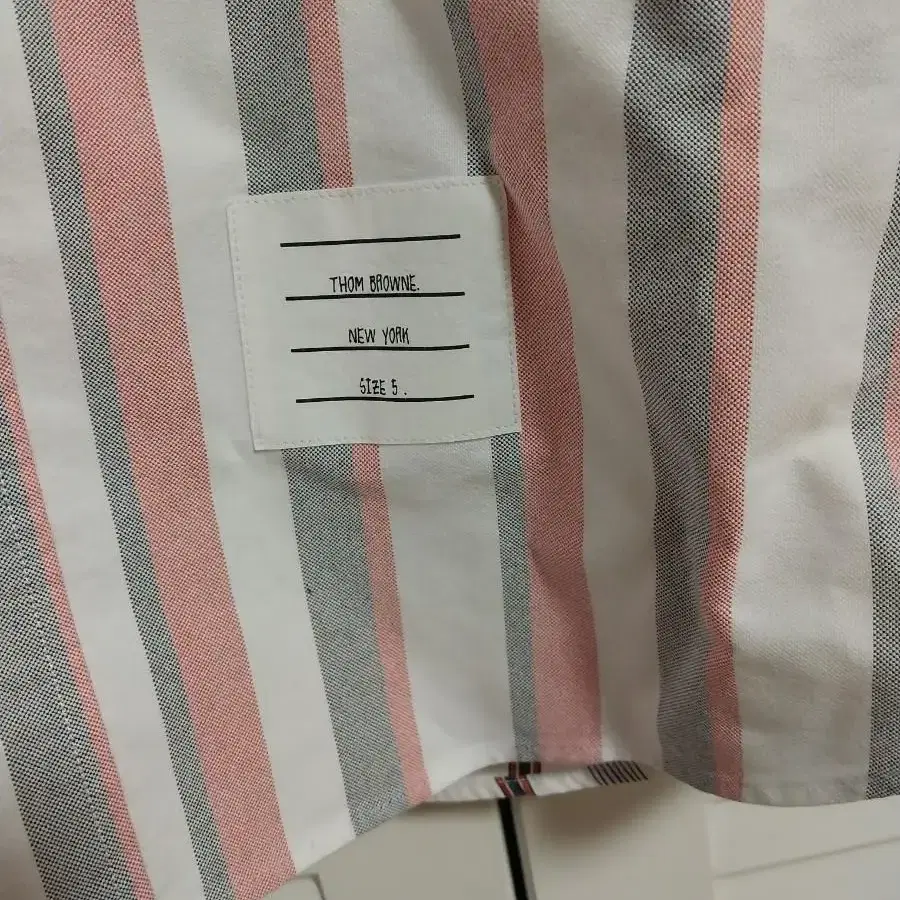 THOM BROWNE.
NEW YORK
SIZE 5 .